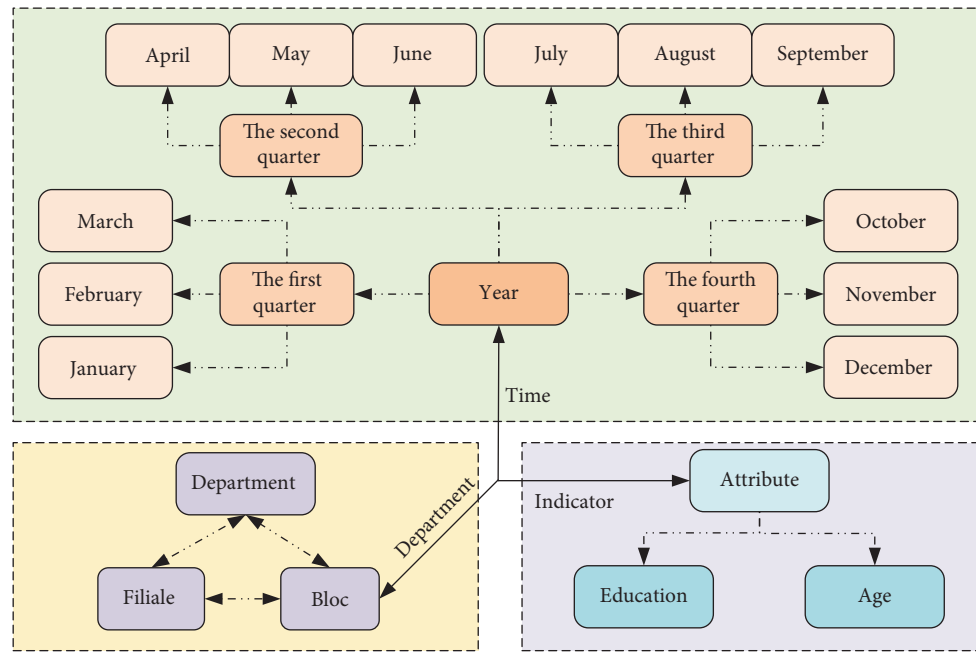 April
May
June
July
August
September
The second
quarter
The third
quarter
March
October
February
The first
quarter
Year
The fourth
quarter
November
January
December
Time
Department
Department
Indicator
Attribute
Filiale
Bloc
Education
Age